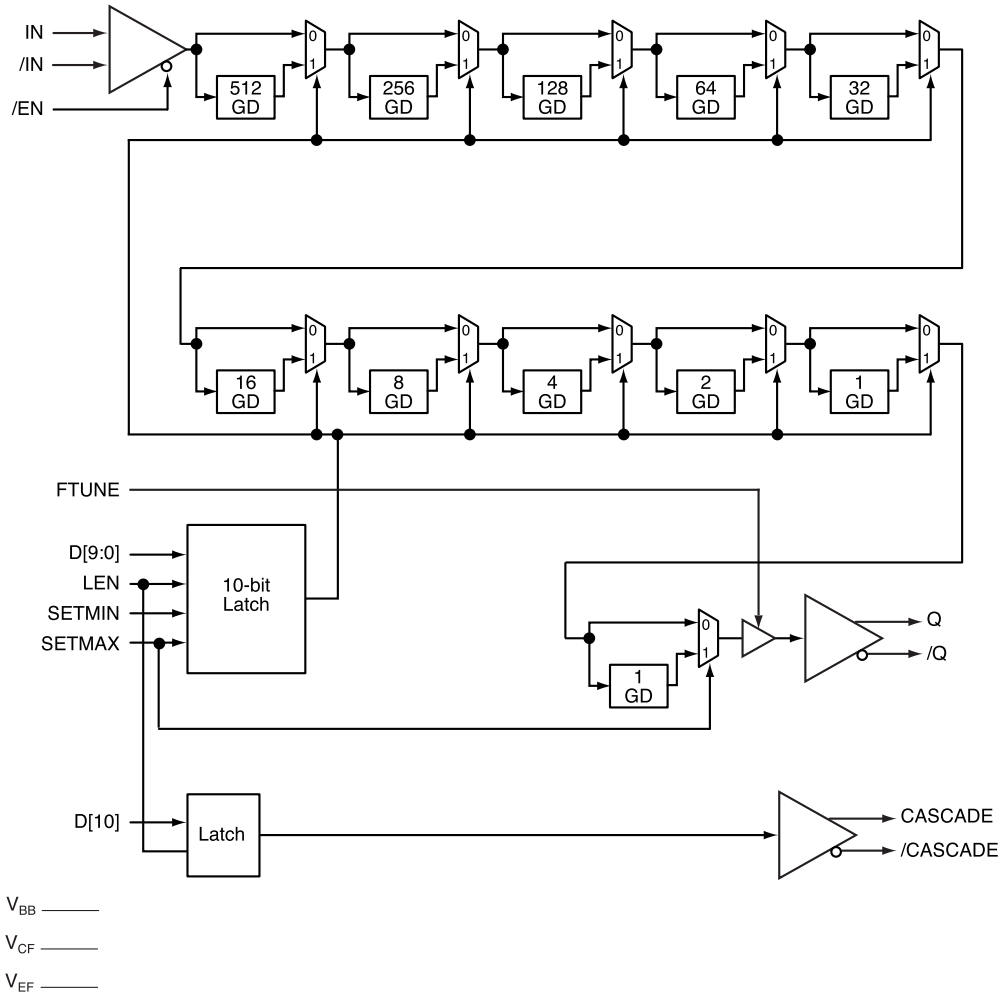 IN
/IN
/EN
0
1
512
GD
0
1
256
GD
0
1
128
GD
0
1
64
GD
0
1
32
GD
0
1
16
GD
0
1
8
GD
0
1
4
GD
0
1
2
GD
0
1
1
GD
FTUNE
D[9:0]
LEN
SETMIN
SETMAX
10-bit
Latch
0
1
1
GD
Q
/Q
D[10]
Latch
CASCADE
/CASCADE
VBB
VCF
VEF